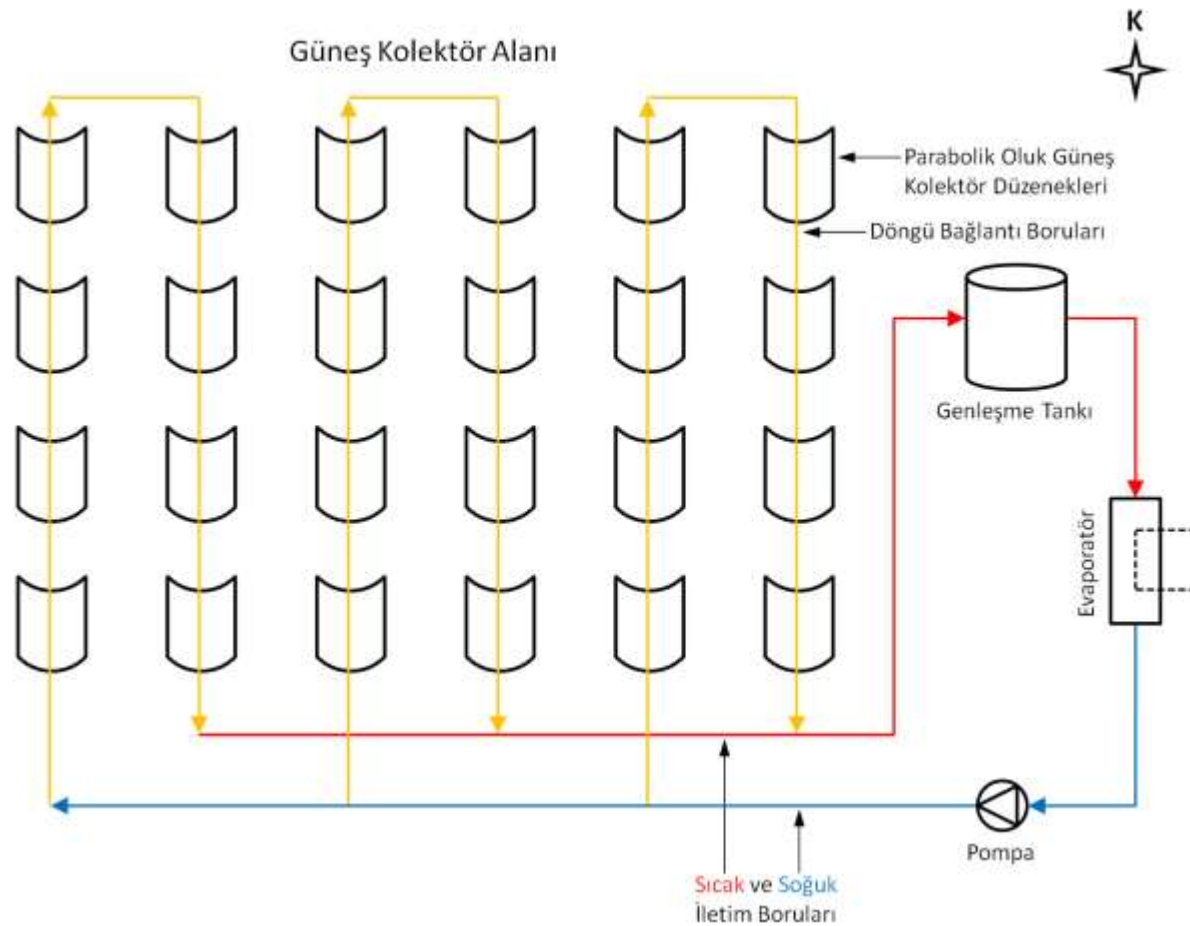 K
Güneş Kolektör Alanı
Parabolik Oluk Güneş
Kolektör Düzenekleri
Döngü Bağlantı Boruları
Genleşme Tankı
Evaporatör
Pompa
Sıcak ve Soğuk
İletim Boruları